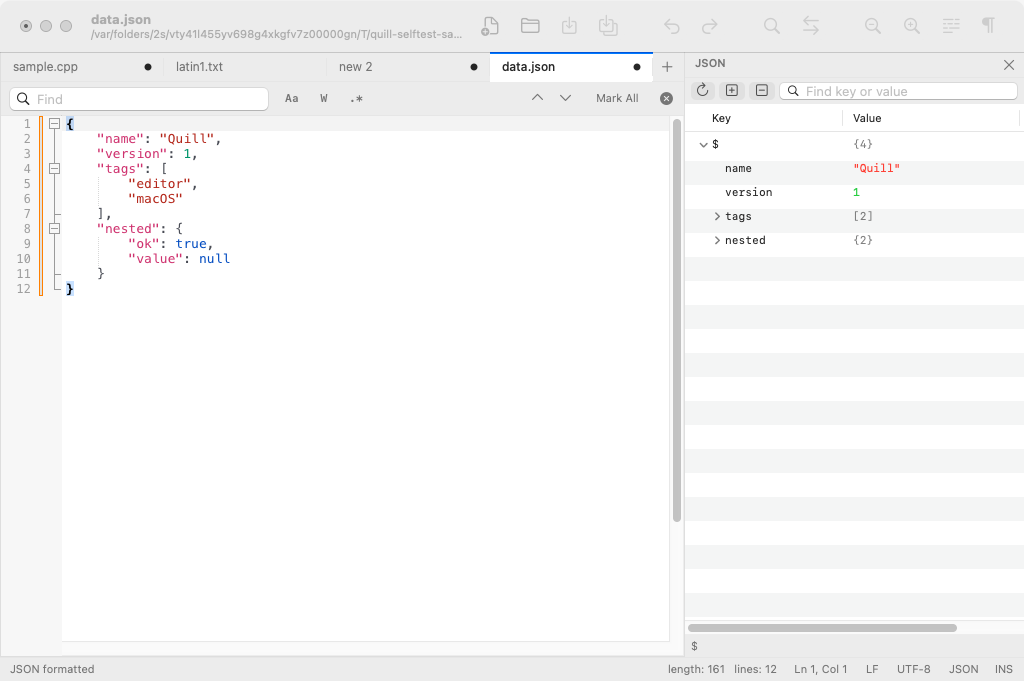 data.json
/var/folders/2s/vty41l455yv698g4xkgfv7z00000gn/T/quill-selftest-sa...
sample.cpp
latin1.txt
new 2
data.json
JSON
Find
Aa
W
.*
Mark All
Find key or value
Key Value
1 {
2 "name": "Quill",
3 "version": 1,
4 "tags": [
5 "editor",
6 "macOS"
7 ],
8 "nested": {
9 "ok": true,
10 "value": null
11 }
12 }
$ {4}
name "Quill"
version 1
tags [2]
nested {2}
$
JSON formatted
length: 161 lines: 12 Ln 1, Col 1 LF UTF-8 JSON INS